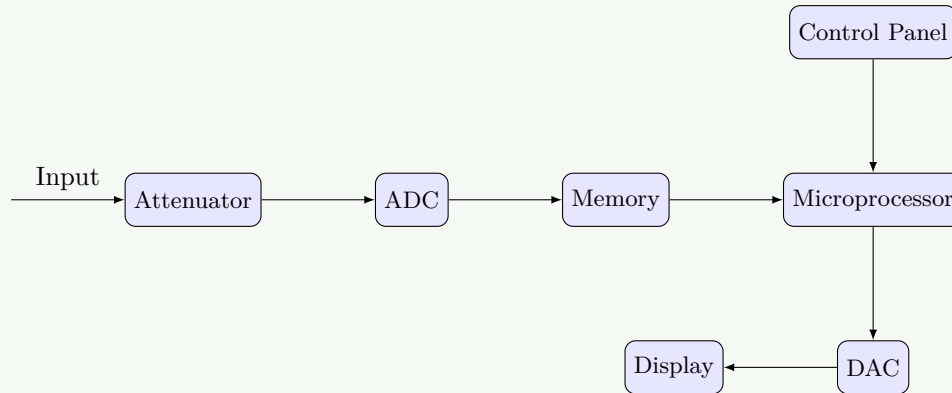 Control Panel
Input
Attenuator
ADC
Memory
Microprocessor
Display
DAC